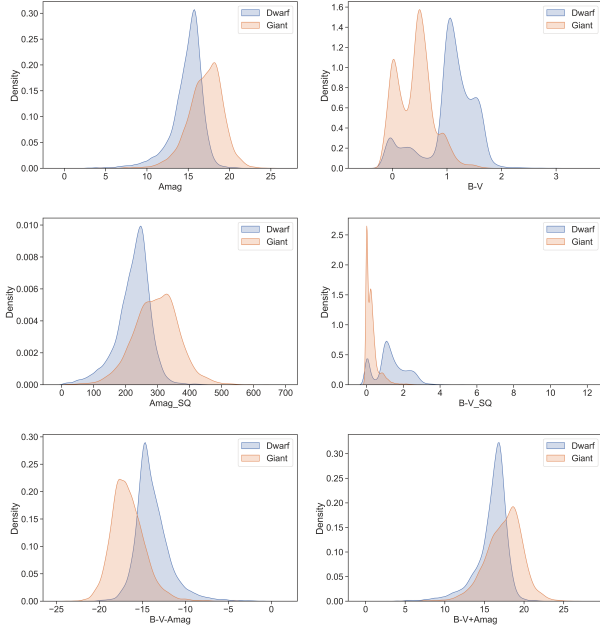 0.30
0.25
0.20
0.15
0.10
0.05
0.00
Density
0 5 10 15 20 25
Amag
Dwarf
Giant
1.6
1.4
1.2
1.0
0.8
0.6
0.4
0.2
0.0
Density
0 1 2 3
B-V
Dwarf
Giant
0.010
0.008
0.006
0.004
0.002
0.000
Density
0 100 200 300 400 500 600 700
Amag_SQ
Dwarf
Giant
2.5
2.0
1.5
1.0
0.5
0.0
Density
0 2 4 6 8 10 12
B-V_SQ
Dwarf
Giant
0.30
0.25
0.20
0.15
0.10
0.05
0.00
Density
−25 −20 −15 −10 −5 0
B-V-Amag
Dwarf
Giant
0.30
0.25
0.20
0.15
0.10
0.05
0.00
Density
0 5 10 15 20 25
B-V+Amag
Dwarf
Giant